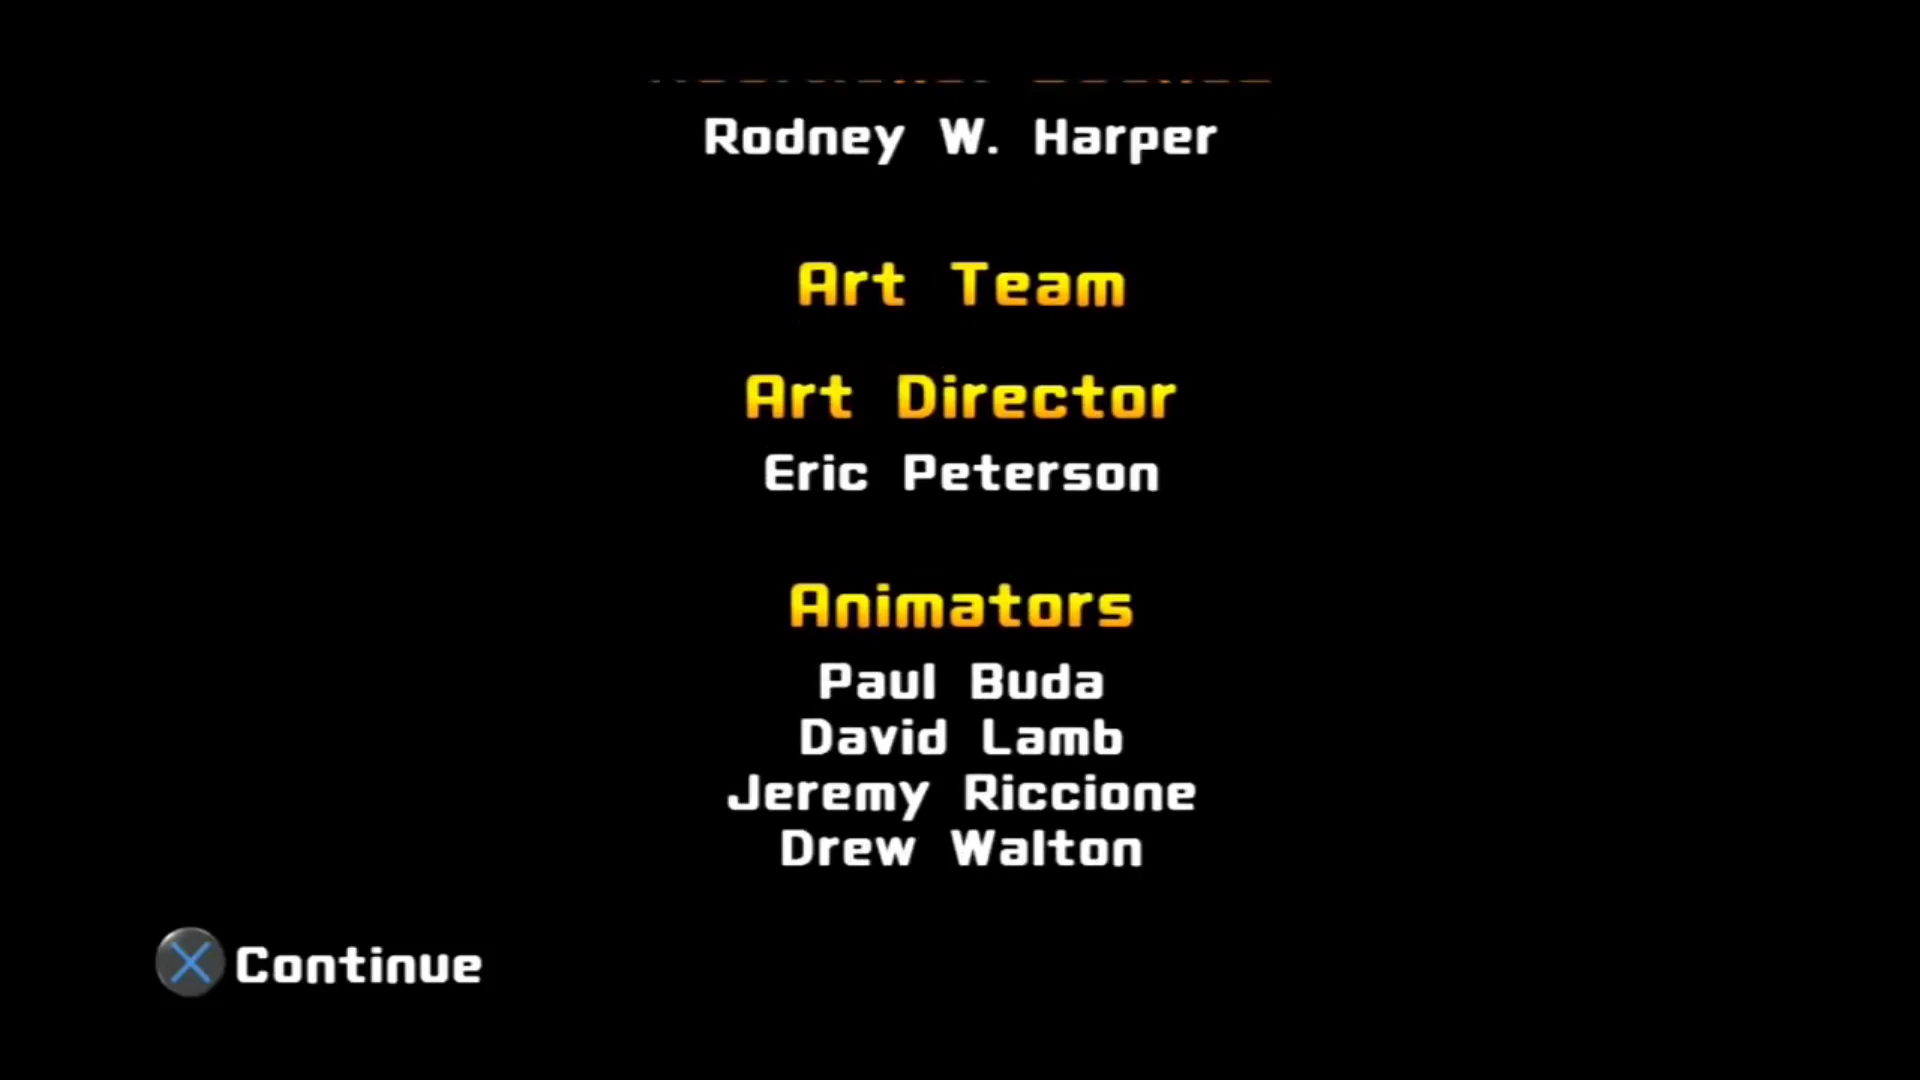 Rodney W. Harper
Art Team
Art Director
Eric Peterson
Animators
Paul Buda
David Lamb
Jeremy Riccione
Drew Walton
Continue